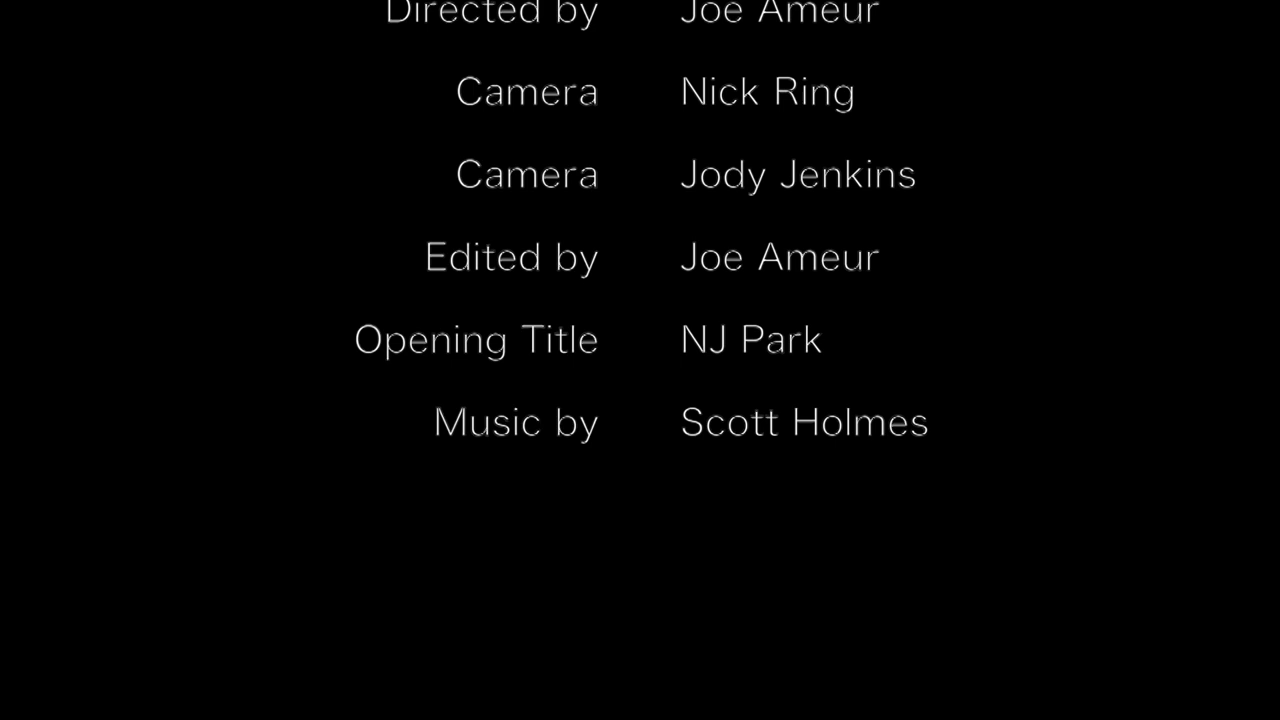 Directed by Joe Ameur
Camera Nick Ring
Camera Jody Jenkins
Edited by Joe Ameur
Opening Title NJ Park
Music by Scott Holmes